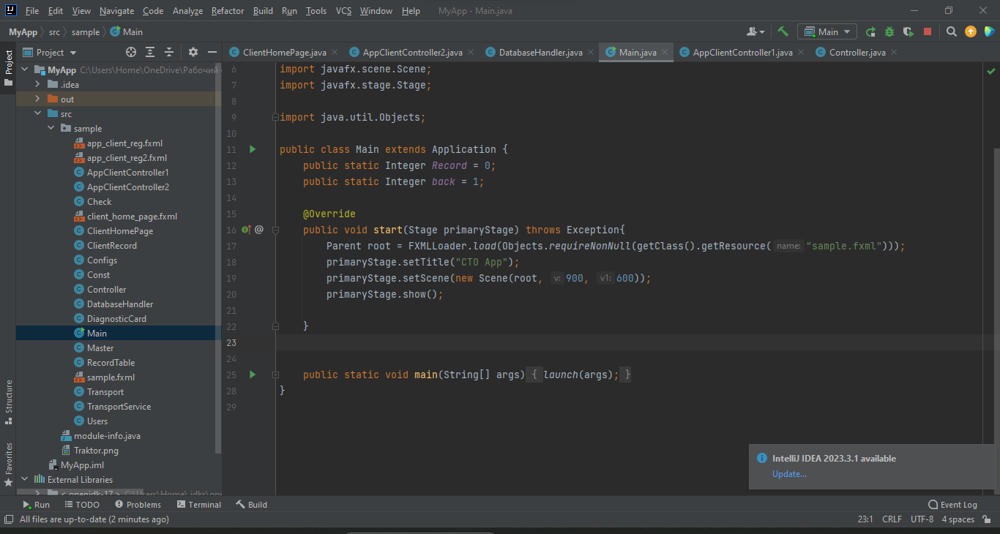 File Edit View Navigate Code Analyze Refactor Build Run Tools VCS Window Help MyApp - Main.java
MyApp src sample Main
Main
Project
ClientHomePage.java AppClientController2.java DatabaseHandler.java Main.java AppClientController1.java Controller.java
Project
MyApp C:\Users\Home\OneDrive\Рабочий
.idea
out
src
sample
app_client_reg.fxml
app_client_reg2.fxml
AppClientController1
AppClientController2
Check
client_home_page.fxml
ClientHomePage
ClientRecord
Configs
Const
Controller
DatabaseHandler
DiagnosticCard
Main
Master
RecordTable
sample.fxml
Transport
TransportService
Users
module-info.java
Traktor.png
MyApp.iml
External Libraries
< openjdk-17 > C:\Users\Home\.jdks\ope
Structure
Favorites
6 import javafx.scene.Scene;
7 import javafx.stage.Stage;
8
9 import java.util.Objects;
10
11 public class Main extends Application {
12 public static Integer Record = 0;
13 public static Integer back = 1;
14
15 @Override
16 @ public void start(Stage primaryStage) throws Exception{
17 Parent root = FXMLLoader.load(Objects.requireNonNull(getClass().getResource( name: "sample.fxml")));
18 primaryStage.setTitle("CTO App");
19 primaryStage.setScene(new Scene(root, v: 900, v1: 600));
20 primaryStage.show();
21
22 }
23
24
25 public static void main(String[] args) { launch(args); }
28 }
29
IntelliJ IDEA 2023.3.1 available
Update...
Run TODO Problems Terminal Build Event Log
All files are up-to-date (2 minutes ago) 23:1 CRLF UTF-8 4 spaces